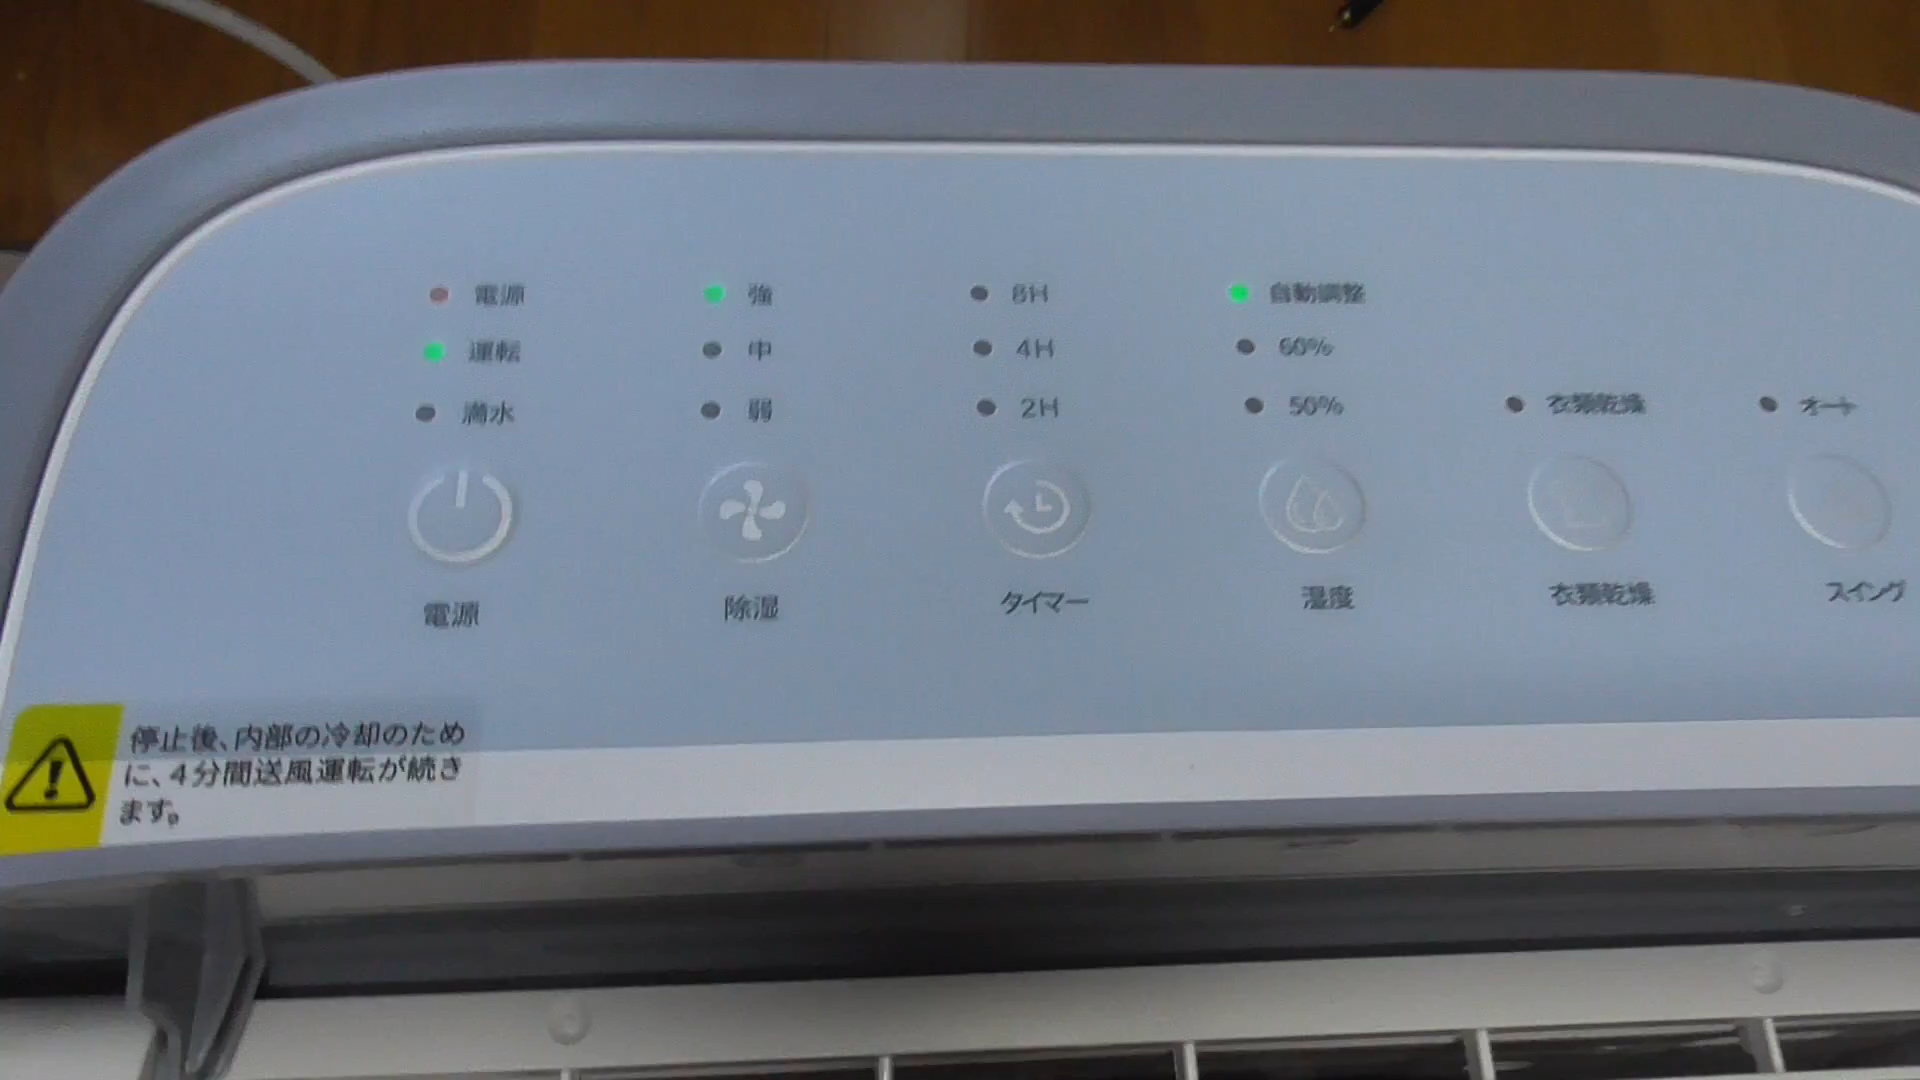 電源
運転
満水
電源
強
中
弱
除湿
8H
4H
2H
タイマー
自動調整
60%
50%
湿度
衣類乾燥
衣類乾燥
オート
スイング
停止後、内部の冷却のため
に、4分間送風運転が続き
ます。